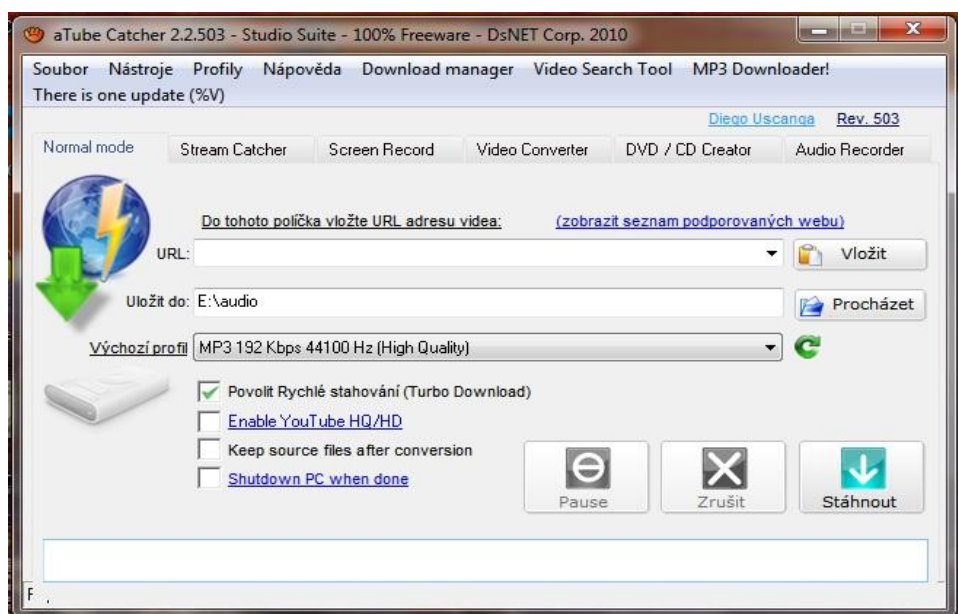 aTube Catcher 2.2.503 - Studio Suite - 100% Freeware - DsNET Corp. 2010
Soubor Nástroje Profily Nápověda Download manager Video Search Tool MP3 Downloader!
There is one update (%V)
Diego Uscanga Rev. 503
Normal mode Stream Catcher Screen Record Video Converter DVD / CD Creator Audio Recorder
Do tohoto políčka vložte URL adresu videa: (zobrazit seznam podporovaných webu)
URL: Vložit
Uložit do: E:\audio Procházet
Výchozí profil MP3 192 Kbps 44100 Hz (High Quality)
Povolit Rychlé stahování (Turbo Download)
Enable YouTube HQ/HD
Keep source files after conversion
Shutdown PC when done
Pause Zrušit Stáhnout
F .